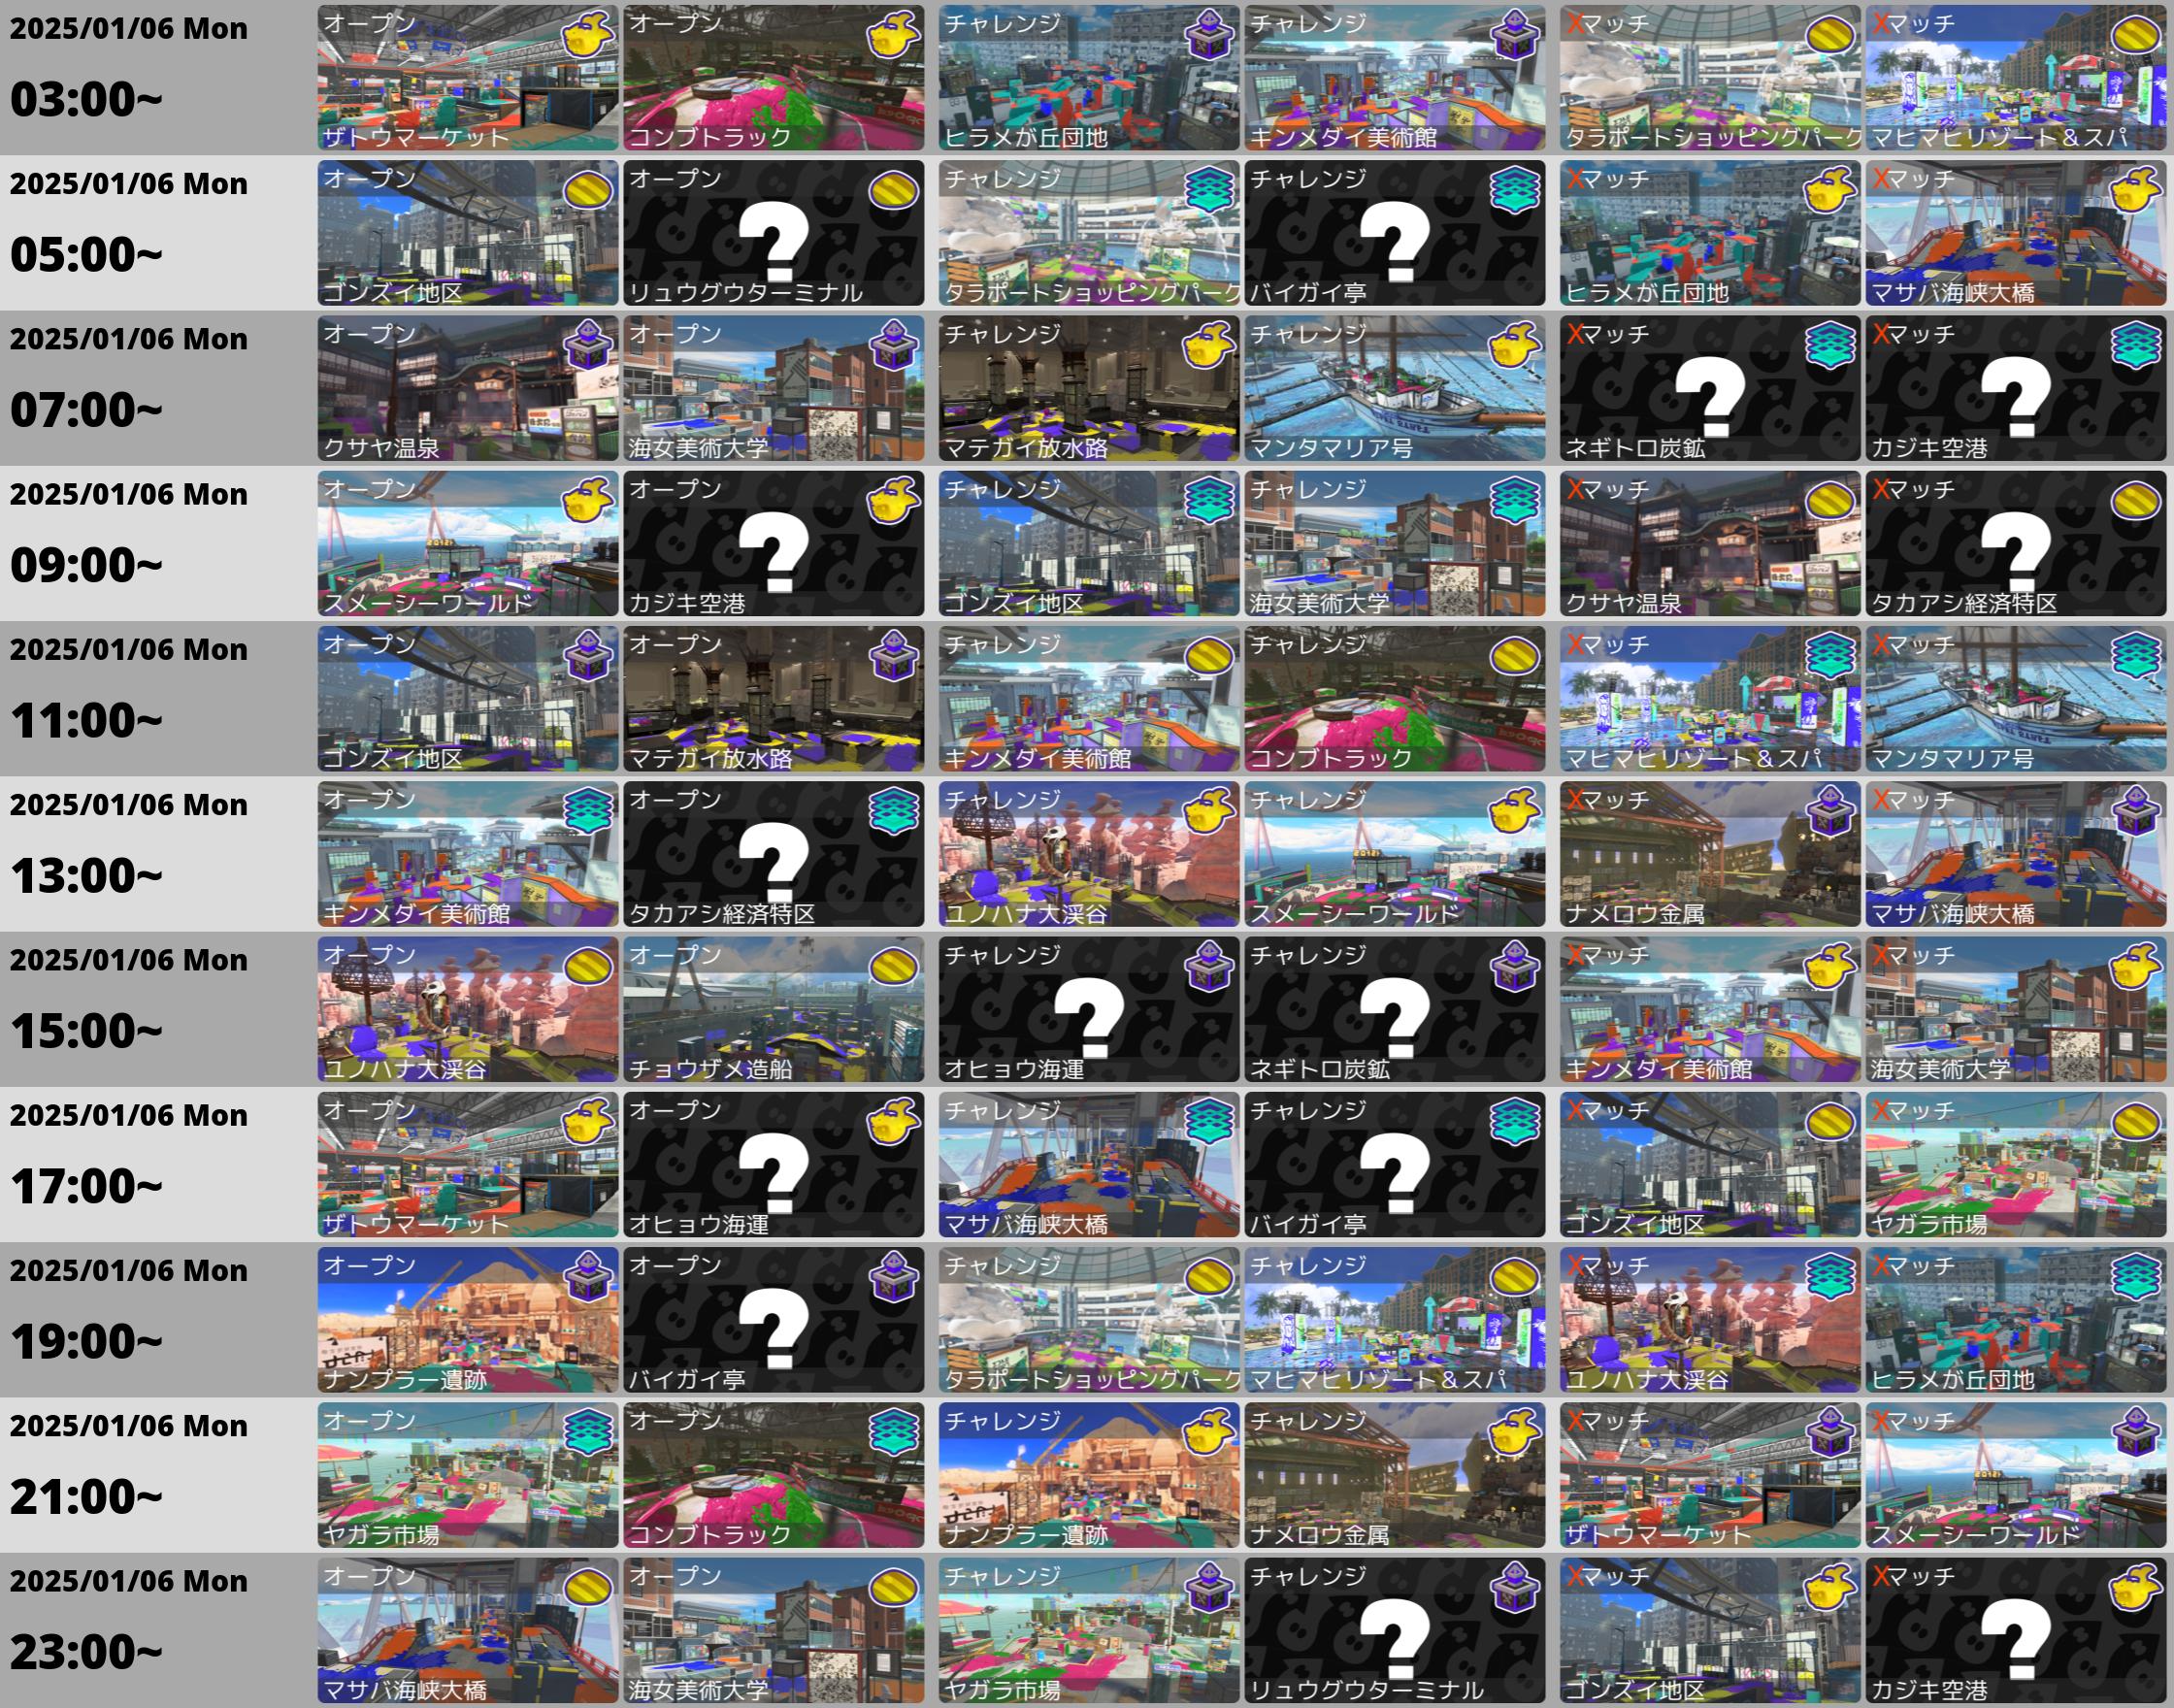 2025/01/06 Mon
03:00~
オープン
ザトウマーケット
オープン
コンブトラック
チャレンジ
ヒラメが丘団地
チャレンジ
キンメダイ美術館
Xマッチ
タラポートショッピングパーク
Xマッチ
マヒマヒリゾート&スパ
2025/01/06 Mon
05:00~
オープン
ゴンズイ地区
オープン
?
リュウグウターミナル
チャレンジ
タラポートショッピングパーク
チャレンジ
?
バイガイ亭
Xマッチ
ヒラメが丘団地
Xマッチ
マサバ海峡大橋
2025/01/06 Mon
07:00~
オープン
クサヤ温泉
オープン
海女美術大学
チャレンジ
マテガイ放水路
チャレンジ
マンタマリア号
Xマッチ
?
ネギトロ炭鉱
Xマッチ
?
カジキ空港
2025/01/06 Mon
09:00~
オープン
スメーシーワールド
オープン
?
カジキ空港
チャレンジ
ゴンズイ地区
チャレンジ
海女美術大学
Xマッチ
クサヤ温泉
Xマッチ
?
タカアシ経済特区
2025/01/06 Mon
11:00~
オープン
ゴンズイ地区
オープン
マテガイ放水路
チャレンジ
キンメダイ美術館
チャレンジ
コンブトラック
Xマッチ
マヒマヒリゾート&スパ
Xマッチ
マンタマリア号
2025/01/06 Mon
13:00~
オープン
キンメダイ美術館
オープン
?
タカアシ経済特区
チャレンジ
ユノハナ大渓谷
チャレンジ
スメーシーワールド
Xマッチ
ナメロウ金属
Xマッチ
マサバ海峡大橋
2025/01/06 Mon
15:00~
オープン
ユノハナ大渓谷
オープン
チョウザメ造船
チャレンジ
?
オヒョウ海運
チャレンジ
?
ネギトロ炭鉱
Xマッチ
キンメダイ美術館
Xマッチ
海女美術大学
2025/01/06 Mon
17:00~
オープン
ザトウマーケット
オープン
?
オヒョウ海運
チャレンジ
マサバ海峡大橋
チャレンジ
?
バイガイ亭
Xマッチ
ゴンズイ地区
Xマッチ
ヤガラ市場
2025/01/06 Mon
19:00~
オープン
ナンプラー遺跡
オープン
?
バイガイ亭
チャレンジ
タラポートショッピングパーク
チャレンジ
マヒマヒリゾート&スパ
Xマッチ
ユノハナ大渓谷
Xマッチ
ヒラメが丘団地
2025/01/06 Mon
21:00~
オープン
ヤガラ市場
オープン
コンブトラック
チャレンジ
ナンプラー遺跡
チャレンジ
ナメロウ金属
Xマッチ
ザトウマーケット
Xマッチ
スメーシーワールド
2025/01/06 Mon
23:00~
オープン
マサバ海峡大橋
オープン
海女美術大学
チャレンジ
ヤガラ市場
チャレンジ
?
リュウグウターミナル
Xマッチ
ゴンズイ地区
Xマッチ
?
カジキ空港